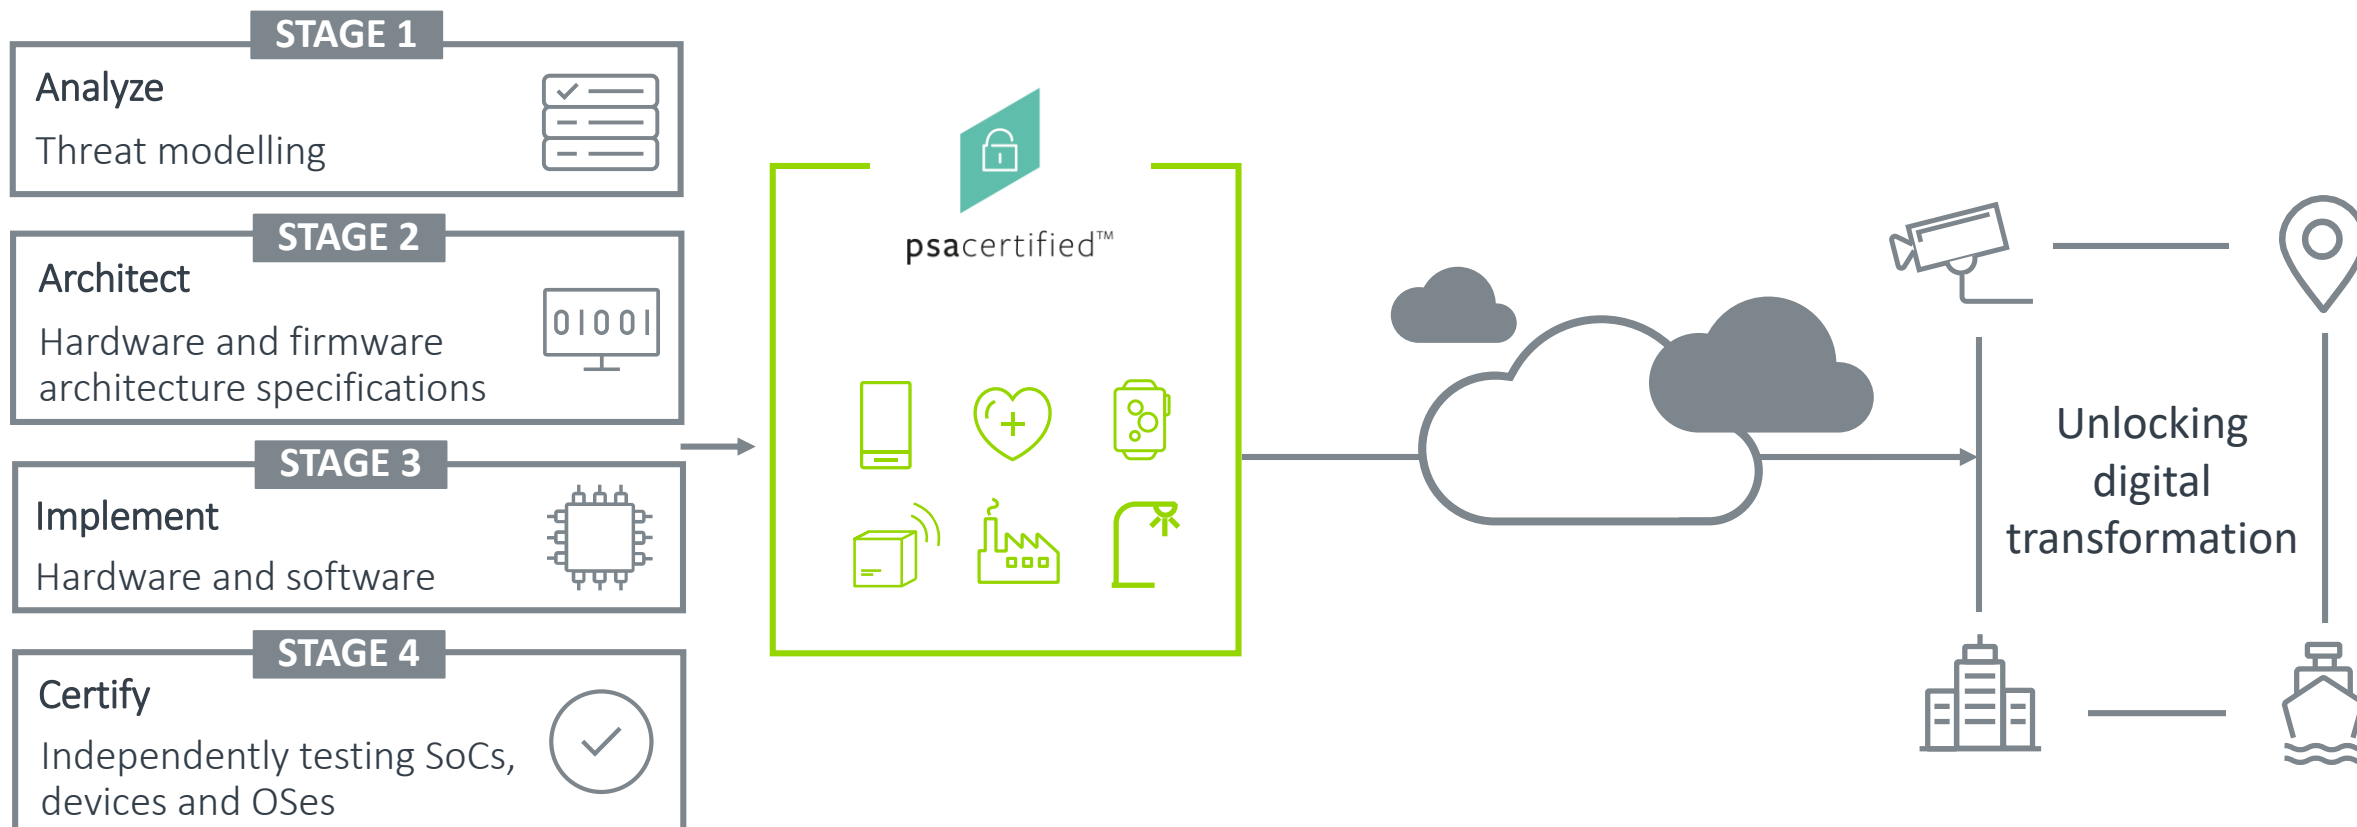 STAGE 1
Analyze
Threat modelling
STAGE 2
Architect
Hardware and firmware
architecture specifications
01001
STAGE 3
Implement
Hardware and software
STAGE 4
Certify
Independently testing SoCs,
devices and OSes
psacertified™
Unlocking
digital
transformation